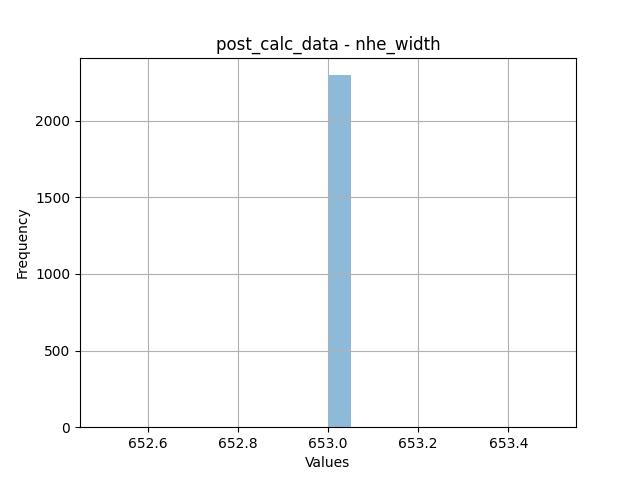 post_calc_data - nhe_width
Frequency
2000
1500
1000
500
0
652.6 652.8 653.0 653.2 653.4
Values